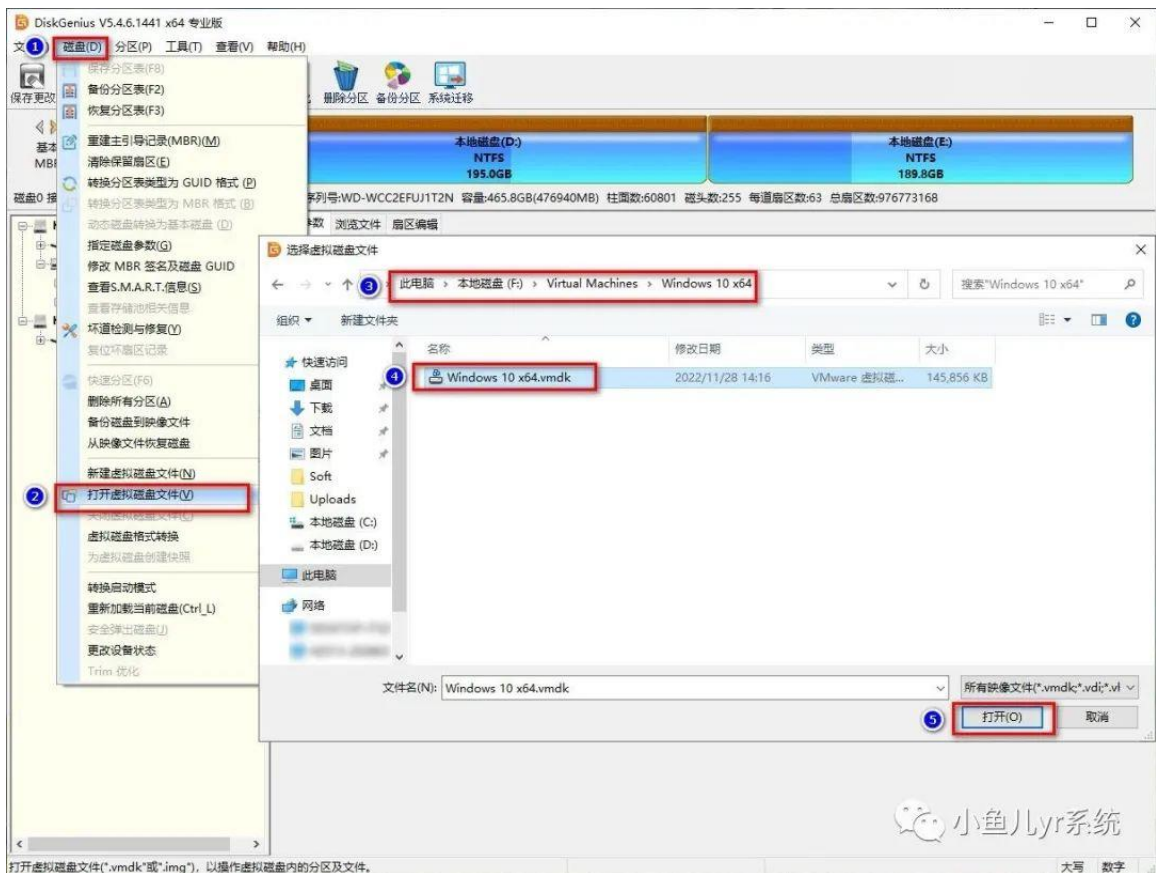 DiskGenius V5.4.6.1441 x64 专业版
文 1 磁盘(D) 分区(P) 工具(T) 查看(V) 帮助(H)
保存更改
删除分区 备份分区 系统迁移
保存分区表(F8)
备份分区表(F2)
恢复分区表(F3)
重建主引导记录(MBR)(M)
清除保留扇区(E)
转换分区表类型为 GUID 格式 (P)
转换分区表类型为 MBR 格式 (B)
动态磁盘转换为基本磁盘 (D)
指定磁盘参数(G)
修改 MBR 签名及磁盘 GUID
查看S.M.A.R.T.信息(S)
查看存储池相关信息
坏道检测与修复(Y)
复位坏扇区记录
快速分区(F6)
删除所有分区(A)
备份磁盘到映像文件
从映像文件恢复磁盘
新建虚拟磁盘文件(N)
2 打开虚拟磁盘文件(V)
关闭虚拟磁盘文件(C)
虚拟磁盘格式转换
为虚拟磁盘创建快照
转换启动模式
重新加载当前磁盘(Ctrl_L)
安全弹出磁盘(J)
更改设备状态
Trim 优化
基本
MBR
本地磁盘(D:)
NTFS
195.0GB
本地磁盘(E:)
NTFS
189.8GB
磁盘0 接
序列号:WD-WCC2EFUJ1T2N 容量:465.8GB(476940MB) 柱面数:60801 磁头数:255 每道扇区数:63 总扇区数:976773168
参数 浏览文件 扇区编辑
选择虚拟磁盘文件
3 此电脑 › 本地磁盘 (F:) › Virtual Machines › Windows 10 x64
搜索"Windows 10 x64"
组织 新建文件夹
名称 修改日期 类型 大小
4 Windows 10 x64.vmdk 2022/11/28 14:16 VMware 虚拟磁... 145,856 KB
快速访问
桌面
下载
文档
图片
Soft
Uploads
本地磁盘 (C:)
本地磁盘 (D:)
此电脑
网络
文件名(N): Windows 10 x64.vmdk
所有映像文件(*.vmdk;*.vdi;*.vl
5 打开(O) 取消
小鱼儿yr系统
打开虚拟磁盘文件(".vmdk"或".img")，以操作虚拟磁盘内的分区及文件。
大写 数字